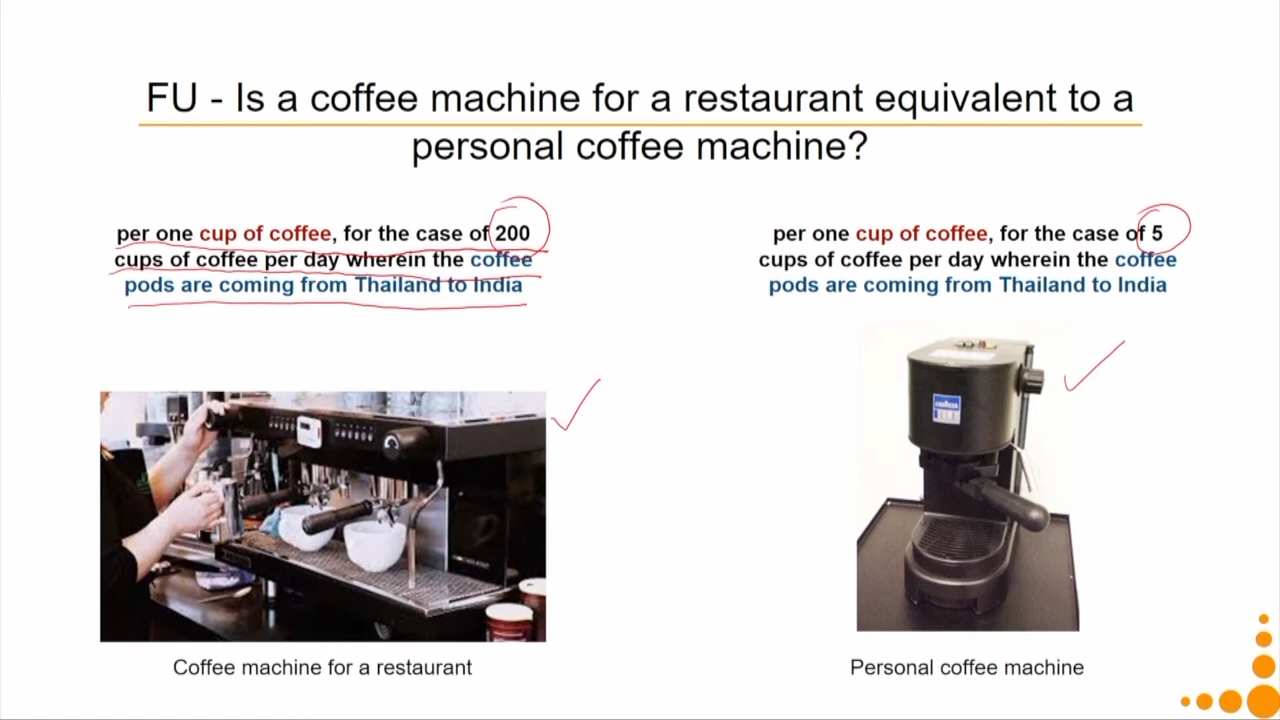 FU - Is a coffee machine for a restaurant equivalent to a
personal coffee machine?
per one cup of coffee, for the case of 200
cups of coffee per day wherein the coffee
pods are coming from Thailand to India
per one cup of coffee, for the case of 5
cups of coffee per day wherein the coffee
pods are coming from Thailand to India
Coffee machine for a restaurant
Personal coffee machine